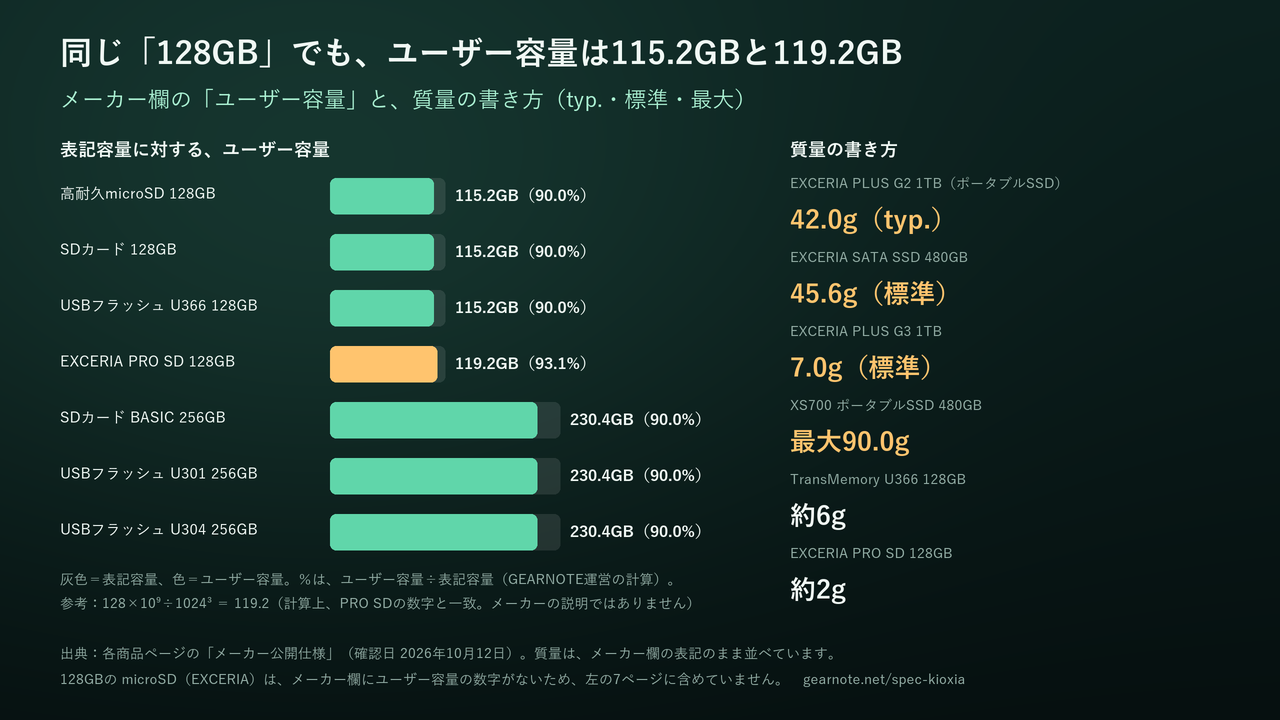 同じ「128GB」でも、ユーザー容量は115.2GBと119.2GB
メーカー欄の「ユーザー容量」と、質量の書き方（typ.・標準・最大）
表記容量に対する、ユーザー容量
高耐久microSD 128GB
115.2GB（90.0%）
SDカード 128GB
115.2GB（90.0%）
USBフラッシュ U366 128GB
115.2GB（90.0%）
EXCERIA PRO SD 128GB
119.2GB（93.1%）
SDカード BASIC 256GB
230.4GB（90.0%）
USBフラッシュ U301 256GB
230.4GB（90.0%）
USBフラッシュ U304 256GB
230.4GB（90.0%）
灰色＝表記容量、色＝ユーザー容量。％は、ユーザー容量÷表記容量（GEARNOTE運営の計算）。
参考：128×10⁹÷1024³ ＝ 119.2（計算上、PRO SDの数字と一致。メーカーの説明ではありません）
質量の書き方
EXCERIA PLUS G2 1TB（ポータブルSSD）
42.0g（typ.）
EXCERIA SATA SSD 480GB
45.6g（標準）
EXCERIA PLUS G3 1TB
7.0g（標準）
XS700 ポータブルSSD 480GB
最大90.0g
TransMemory U366 128GB
約6g
EXCERIA PRO SD 128GB
約2g
出典：各商品ページの「メーカー公開仕様」（確認日 2026年10月12日）。質量は、メーカー欄の表記のまま並べています。
128GBの microSD（EXCERIA）は、メーカー欄にユーザー容量の数字がないため、左の7ページに含めていません。 gearnote.net/spec-kioxia